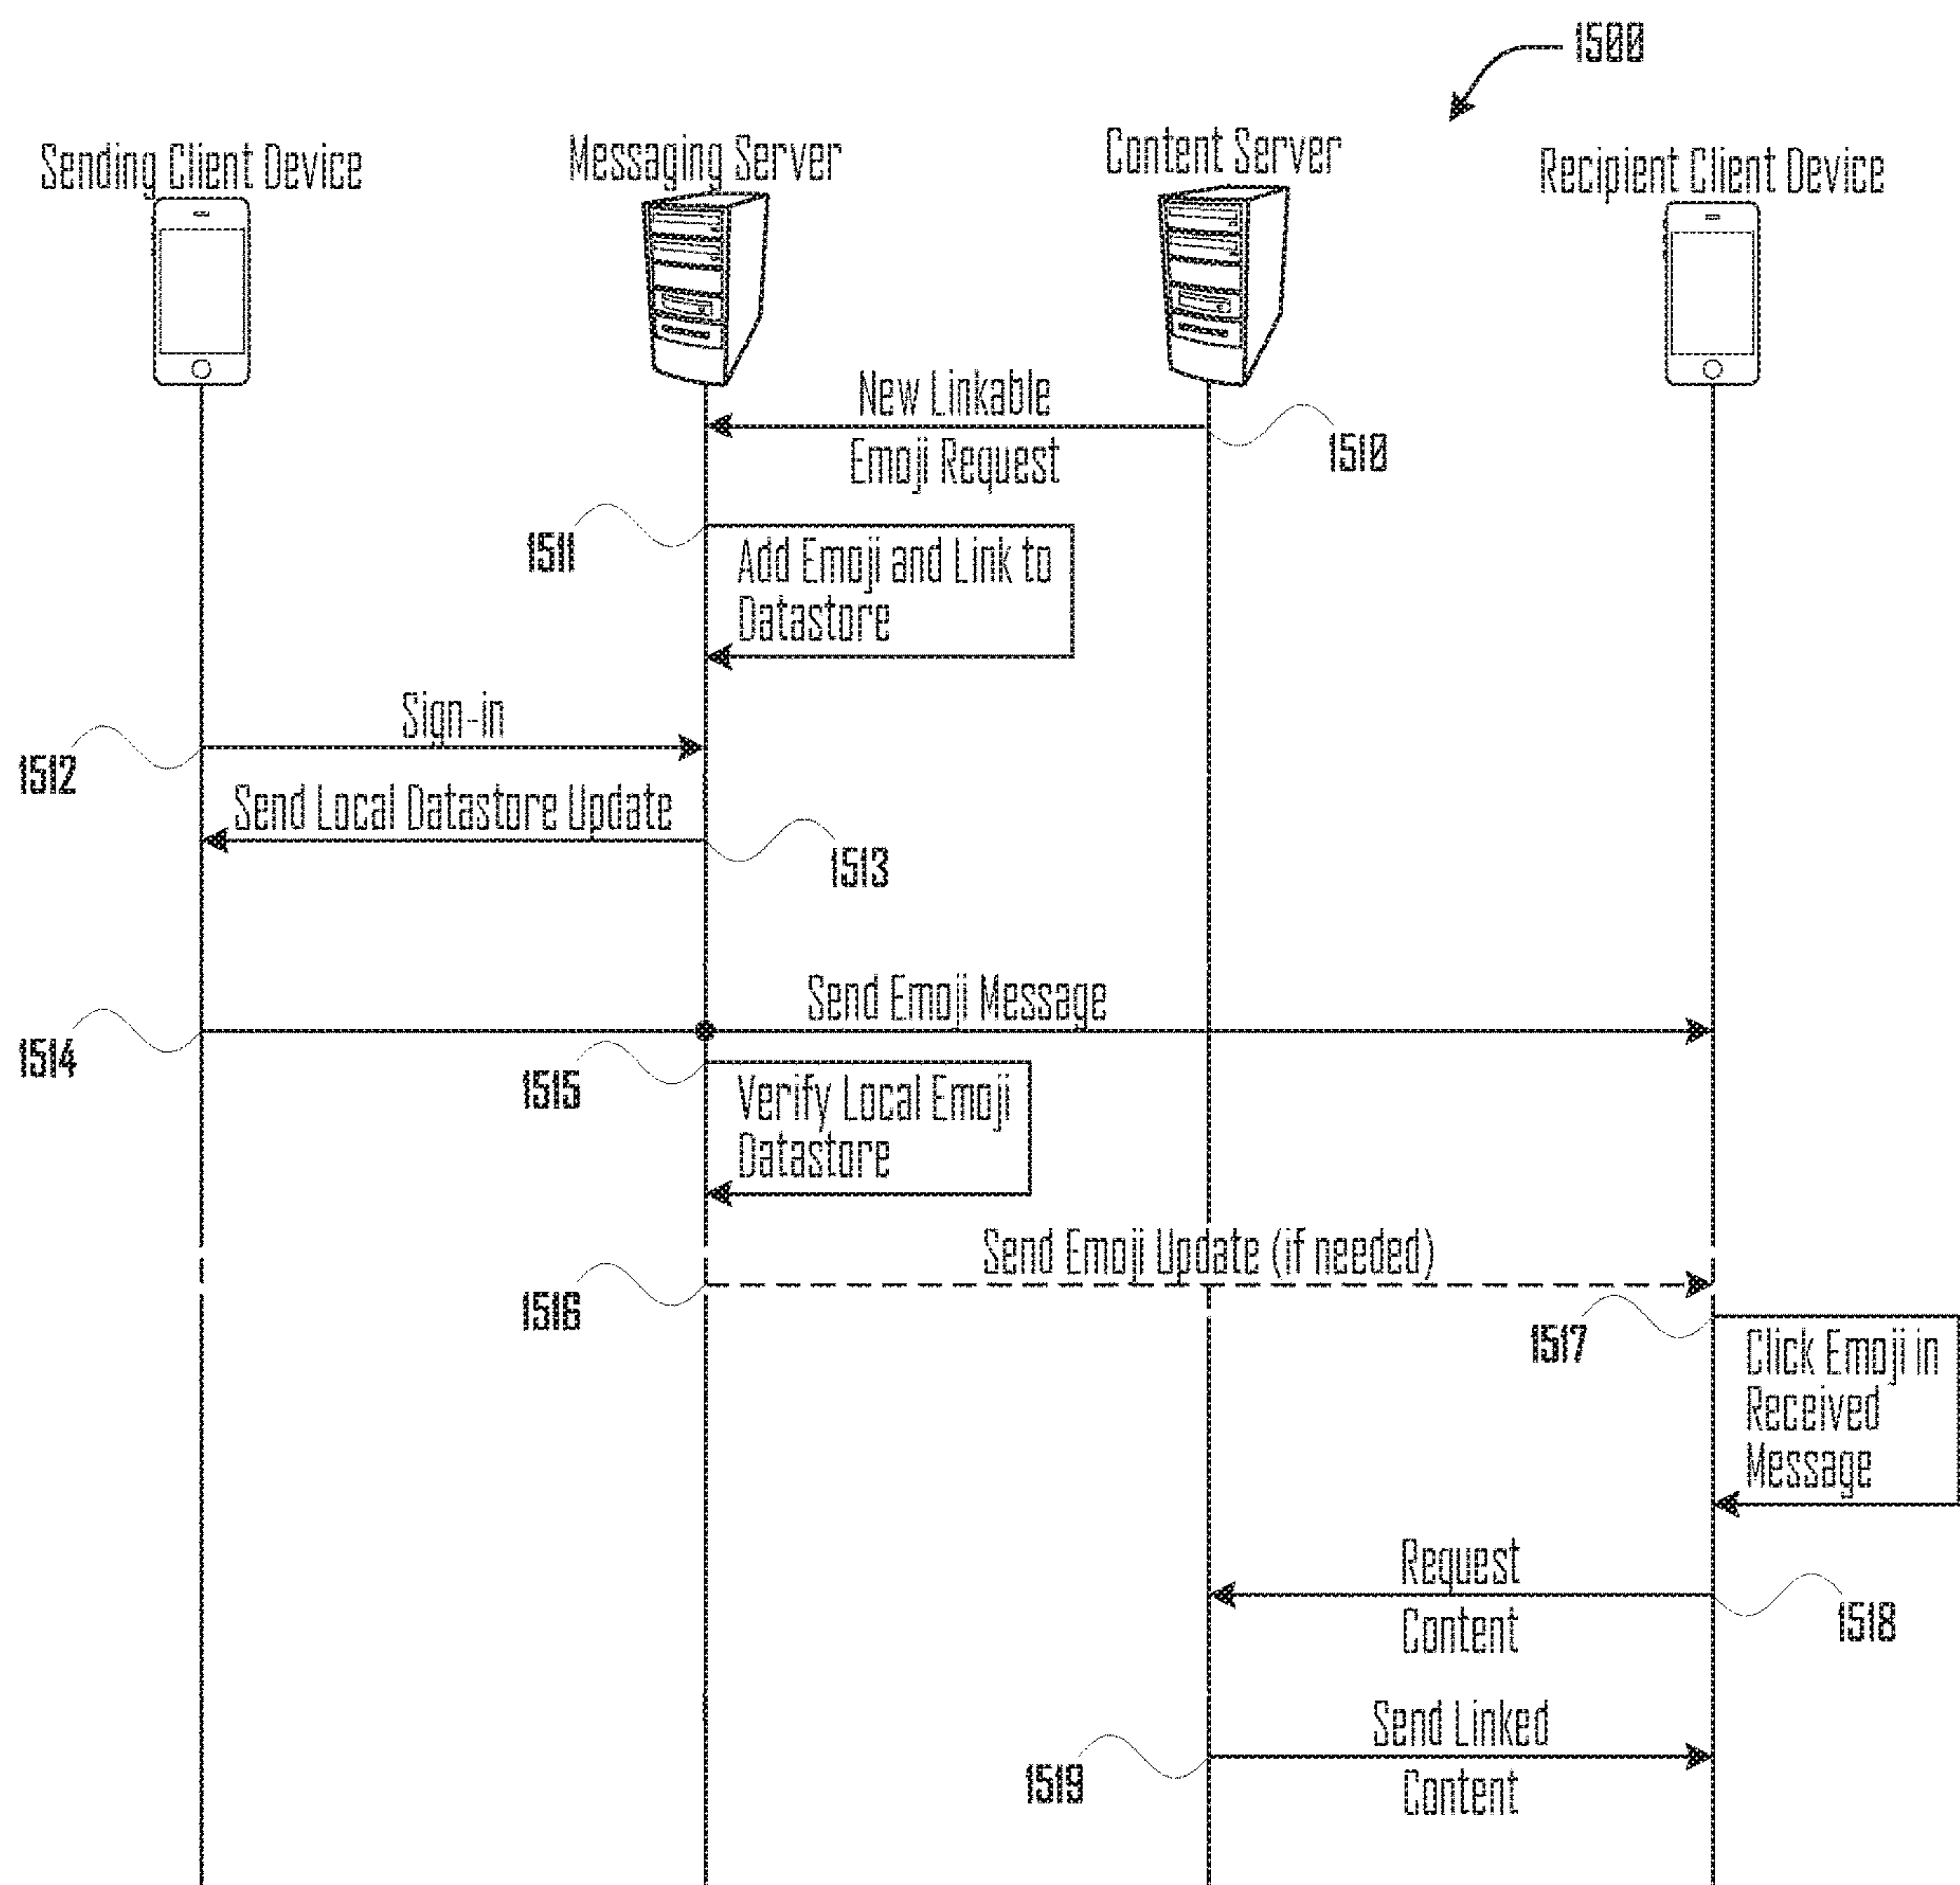 1500
Sending Client Device
Messaging Server
Content Server
Recipient Client Device
New Linkable
Emoji Request
1510
1511
Add Emoji and Link to
Datastore
Sign-in
1512
Send Local Datastore Update
1513
Send Emoji Message
1514
1515
Verify Local Emoji
Datastore
Send Emoji Update (if needed)
1516
1517
Click Emoji in
Received
Message
Request
Content
1518
Send Linked
Content
1519